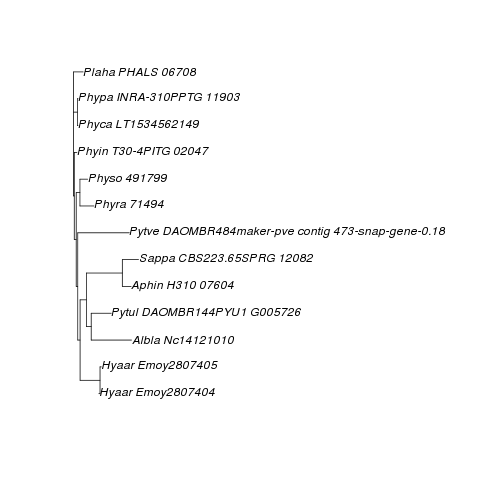 Plaha PHALS 06708
Phypa INRA-310PPTG 11903
Phyca LT1534562149
Phyin T30-4PITG 02047
Physo 491799
Phyra 71494
Pytve DAOMBR484maker-pve contig 473-snap-gene-0.18
Sappa CBS223.65SPRG 12082
Aphin H310 07604
Pytul DAOMBR144PYU1 G005726
Albla Nc14121010
Hyaar Emoy2807405
Hyaar Emoy2807404